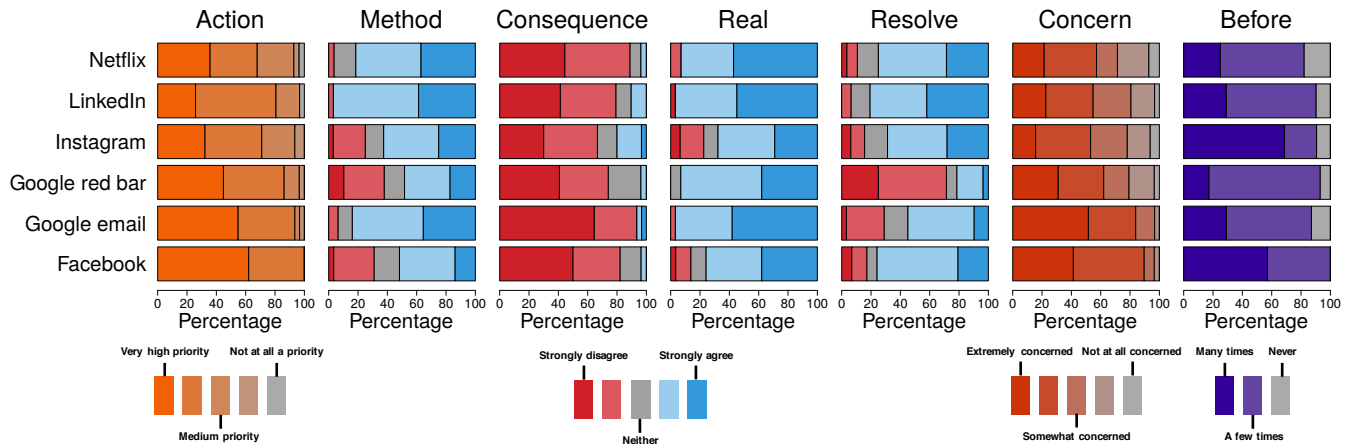 Action Method Consequence Real Resolve Concern Before
Netflix
LinkedIn
Instagram
Google red bar
Google email
Facebook
0 20 40 60 80 100 0 20 40 60 80 100 0 20 40 60 80 100 0 20 40 60 80 100 0 20 40 60 80 100 0 20 40 60 80 100 0 20 40 60 80 100
Percentage Percentage Percentage Percentage Percentage Percentage Percentage
Very high priority Not at all a priority
Medium priority
Strongly disagree Strongly agree
Neither
Extremely concerned Not at all concerned
Somewhat concerned
Many times Never
A few times